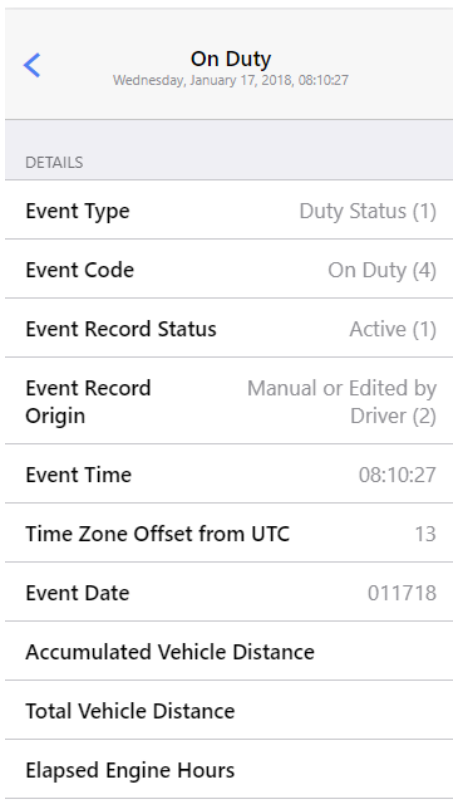 On Duty
Wednesday, January 17, 2018, 08:10:27
DETAILS
Event Type Duty Status (1)
Event Code On Duty (4)
Event Record Status Active (1)
Event Record Manual or Edited by
Origin Driver (2)
Event Time 08:10:27
Time Zone Offset from UTC 13
Event Date 011718
Accumulated Vehicle Distance
Total Vehicle Distance
Elapsed Engine Hours